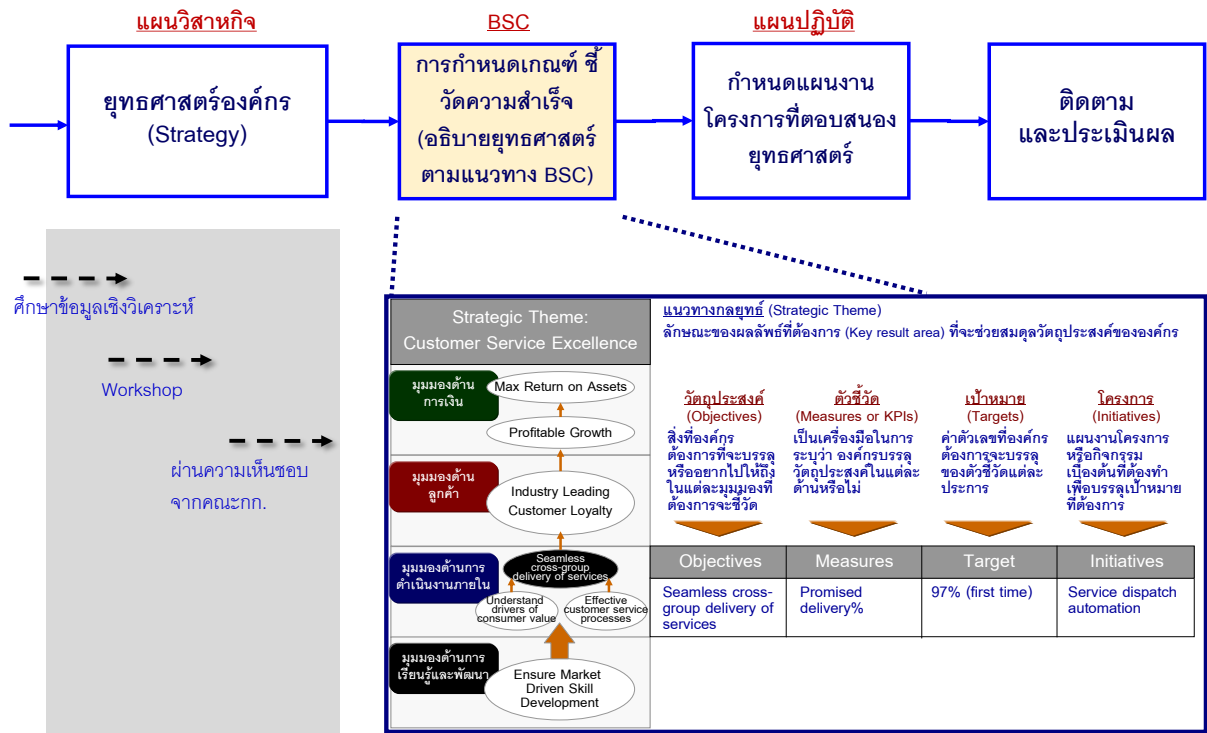 แผนวิสาหกิจ
BSC
แผนปฏิบัติ
ยุทธศาสตร์องค์กร
(Strategy)
การกำหนดเกณฑ์ ชี้
วัดความสำเร็จ
(อธิบายยุทธศาสตร์
ตามแนวทาง BSC)
กำหนดแผนงาน
โครงการที่ตอบสนอง
ยุทธศาสตร์
ติดตาม
และประเมินผล
ศึกษาข้อมูลเชิงวิเคราะห์
Workshop
ผ่านความเห็นชอบ
จากคณะกก.
Strategic Theme:
Customer Service Excellence
มุมมองด้าน
การเงิน
Max Return on Assets
Profitable Growth
มุมมองด้าน
ลูกค้า
Industry Leading
Customer Loyalty
มุมมองด้านการ
ดำเนินงานภายใน
Seamless
cross-group
delivery of services
Understand
drivers of
consumer value
Effective
customer service
processes
มุมมองด้านการ
เรียนรู้และพัฒนา
Ensure Market
Driven Skill
Development
แนวทางกลยุทธ์ (Strategic Theme)
ลักษณะของผลลัพธ์ที่ต้องการ (Key result area) ที่จะช่วยสมดุลวัตถุประสงค์ขององค์กร
วัตถุประสงค์
(Objectives)
สิ่งที่องค์กร
ต้องการที่จะบรรลุ
หรืออยากไปให้ถึง
ในแต่ละมุมมองที่
ต้องการจะชี้วัด
ตัวชี้วัด
(Measures or KPIs)
เป็นเครื่องมือในการ
ระบุว่า องค์กรบรรลุ
วัตถุประสงค์ในแต่ละ
ด้านหรือไม่
เป้าหมาย
(Targets)
ค่าตัวเลขที่องค์กร
ต้องการจะบรรลุ
ของตัวชี้วัดแต่ละ
ประการ
โครงการ
(Initiatives)
แผนงานโครงการ
หรือกิจกรรม
เบื้องต้นที่ต้องทำ
เพื่อบรรลุเป้าหมาย
ที่ต้องการ
Objectives
Measures
Target
Initiatives
Seamless cross-
group delivery of
services
Promised
delivery%
97% (first time)
Service dispatch
automation